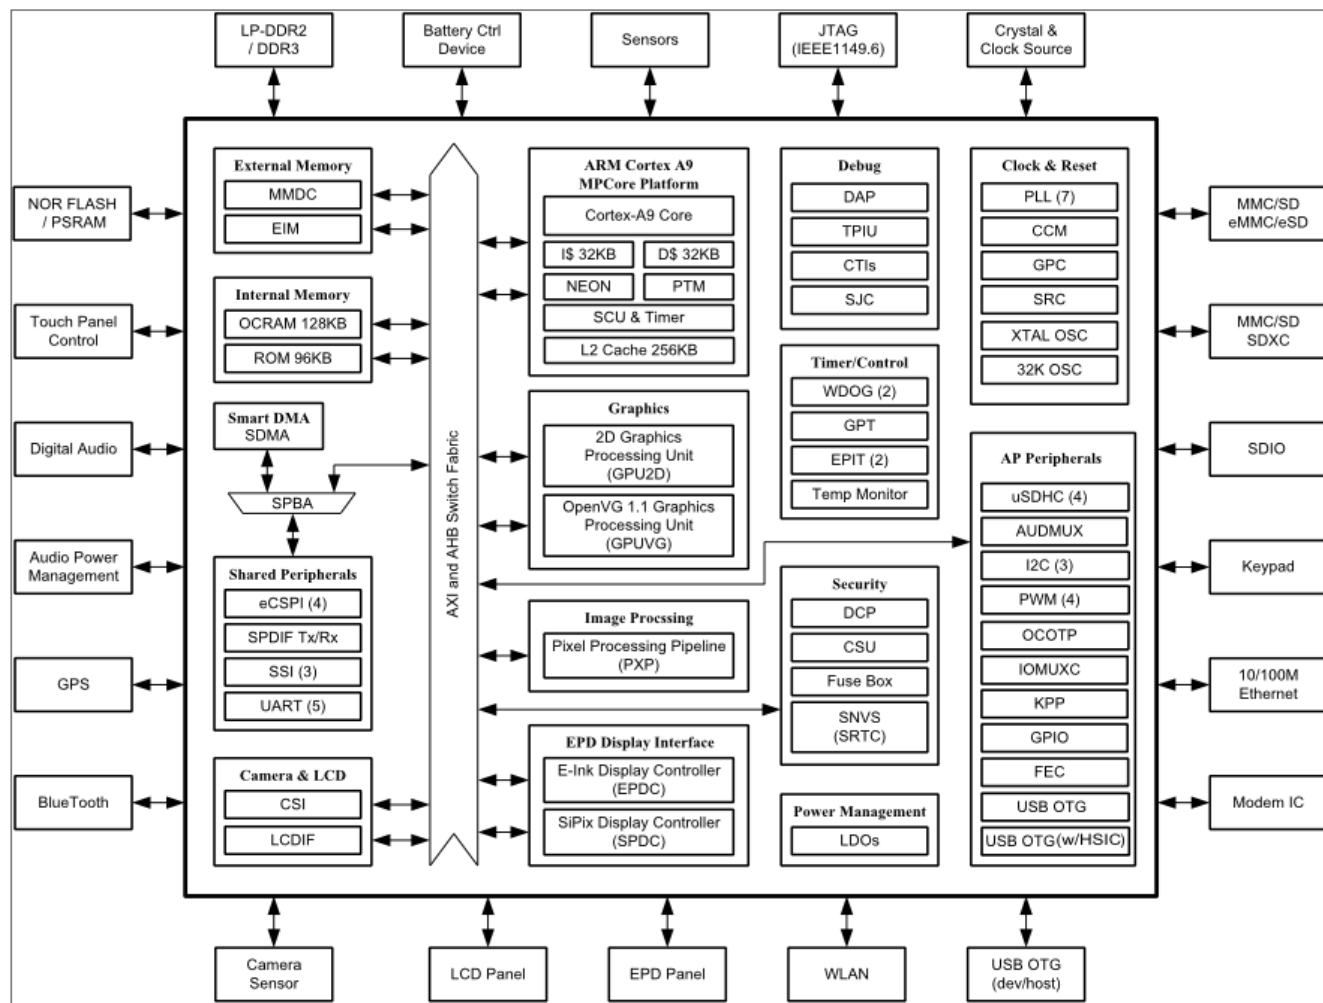 LP-DDR2
/ DDR3
Battery Ctrl
Device
Sensors
JTAG
(IEEE1149.6)
Crystal &
Clock Source
NOR FLASH
/ PSRAM
Touch Panel
Control
Digital Audio
Audio Power
Management
GPS
BlueTooth
External Memory
MMDC
EIM
Internal Memory
OCRAM 128KB
ROM 96KB
Smart DMA
SDMA
SPBA
Shared Peripherals
eCSPI (4)
SPDIF Tx/Rx
SSI (3)
UART (5)
Camera & LCD
CSI
LCDIF
AXI and AHB Switch Fabric
ARM Cortex A9
MPCore Platform
Cortex-A9 Core
I$ 32KB
D$ 32KB
NEON
PTM
SCU & Timer
L2 Cache 256KB
Graphics
2D Graphics
Processing Unit
(GPU2D)
OpenVG 1.1 Graphics
Processing Unit
(GPUVG)
Image Procssing
Pixel Processing Pipeline
(PXP)
EPD Display Interface
E-Ink Display Controller
(EPDC)
SiPix Display Controller
(SPDC)
Debug
DAP
TPIU
CTIs
SJC
Timer/Control
WDOG (2)
GPT
EPIT (2)
Temp Monitor
Security
DCP
CSU
Fuse Box
SNVS
(SRTC)
Power Management
LDOs
Clock & Reset
PLL (7)
CCM
GPC
SRC
XTAL OSC
32K OSC
AP Peripherals
uSDHC (4)
AUDMUX
I2C (3)
PWM (4)
OCOTP
IOMUXC
KPP
GPIO
FEC
USB OTG
USB OTG(w/HSIC)
MMC/SD
eMMC/eSD
MMC/SD
SDXC
SDIO
Keypad
10/100M
Ethernet
Modem IC
Camera
Sensor
LCD Panel
EPD Panel
WLAN
USB OTG
(dev/host)